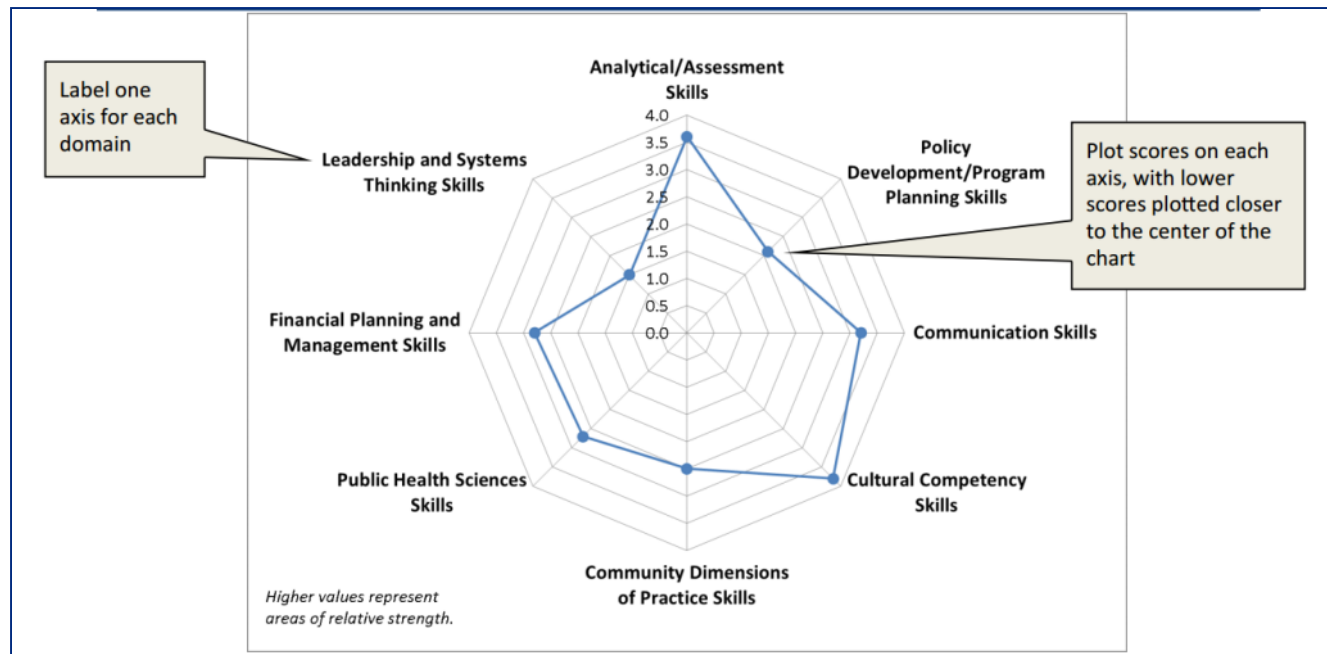 Label one
axis for each
domain
Analytical/Assessment
Skills
4.0
3.5
3.0
2.5
2.0
1.5
1.0
0.5
0.0
Policy
Development/Program
Planning Skills
Plot scores on each
axis, with lower
scores plotted closer
to the center of the
chart
Leadership and Systems
Thinking Skills
Financial Planning and
Management Skills
Communication Skills
Public Health Sciences
Skills
Cultural Competency
Skills
Community Dimensions
of Practice Skills
Higher values represent
areas of relative strength.